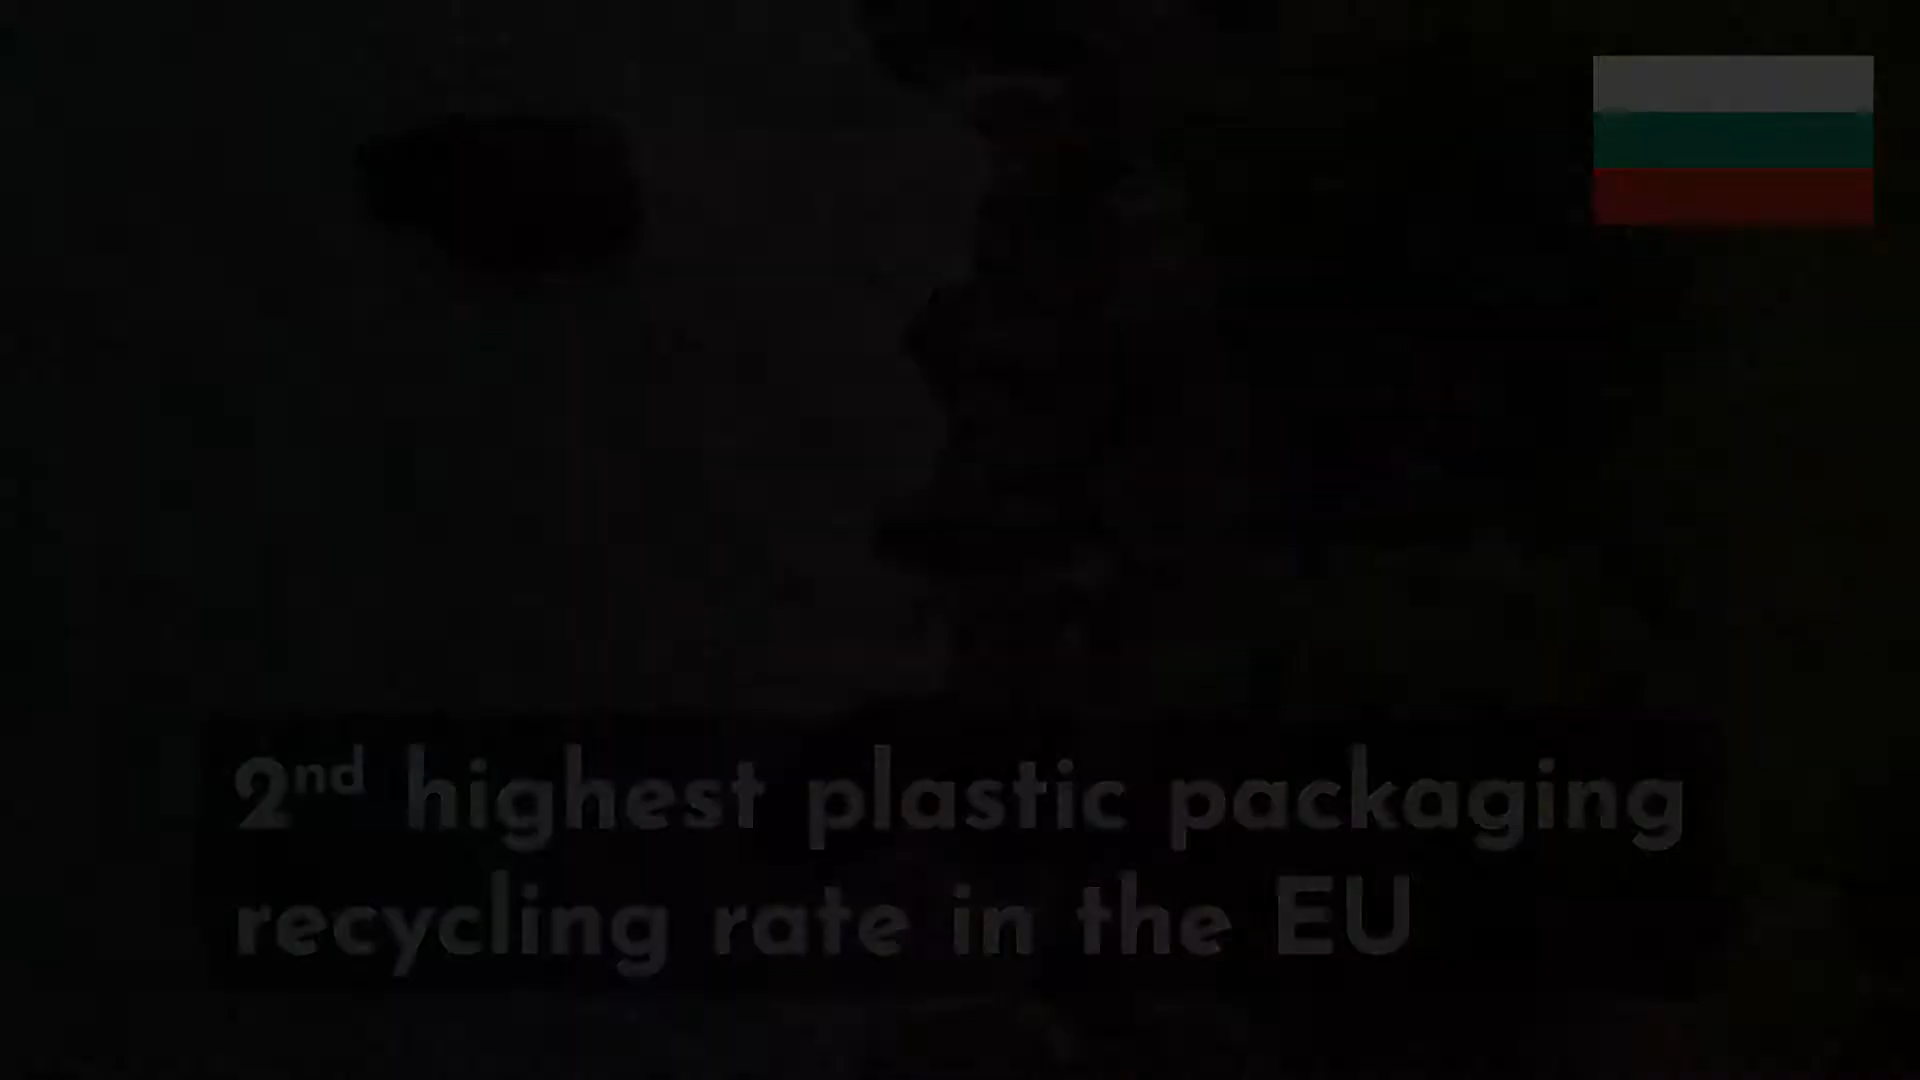 2nd highest plastic packaging
recycling rate in the EU